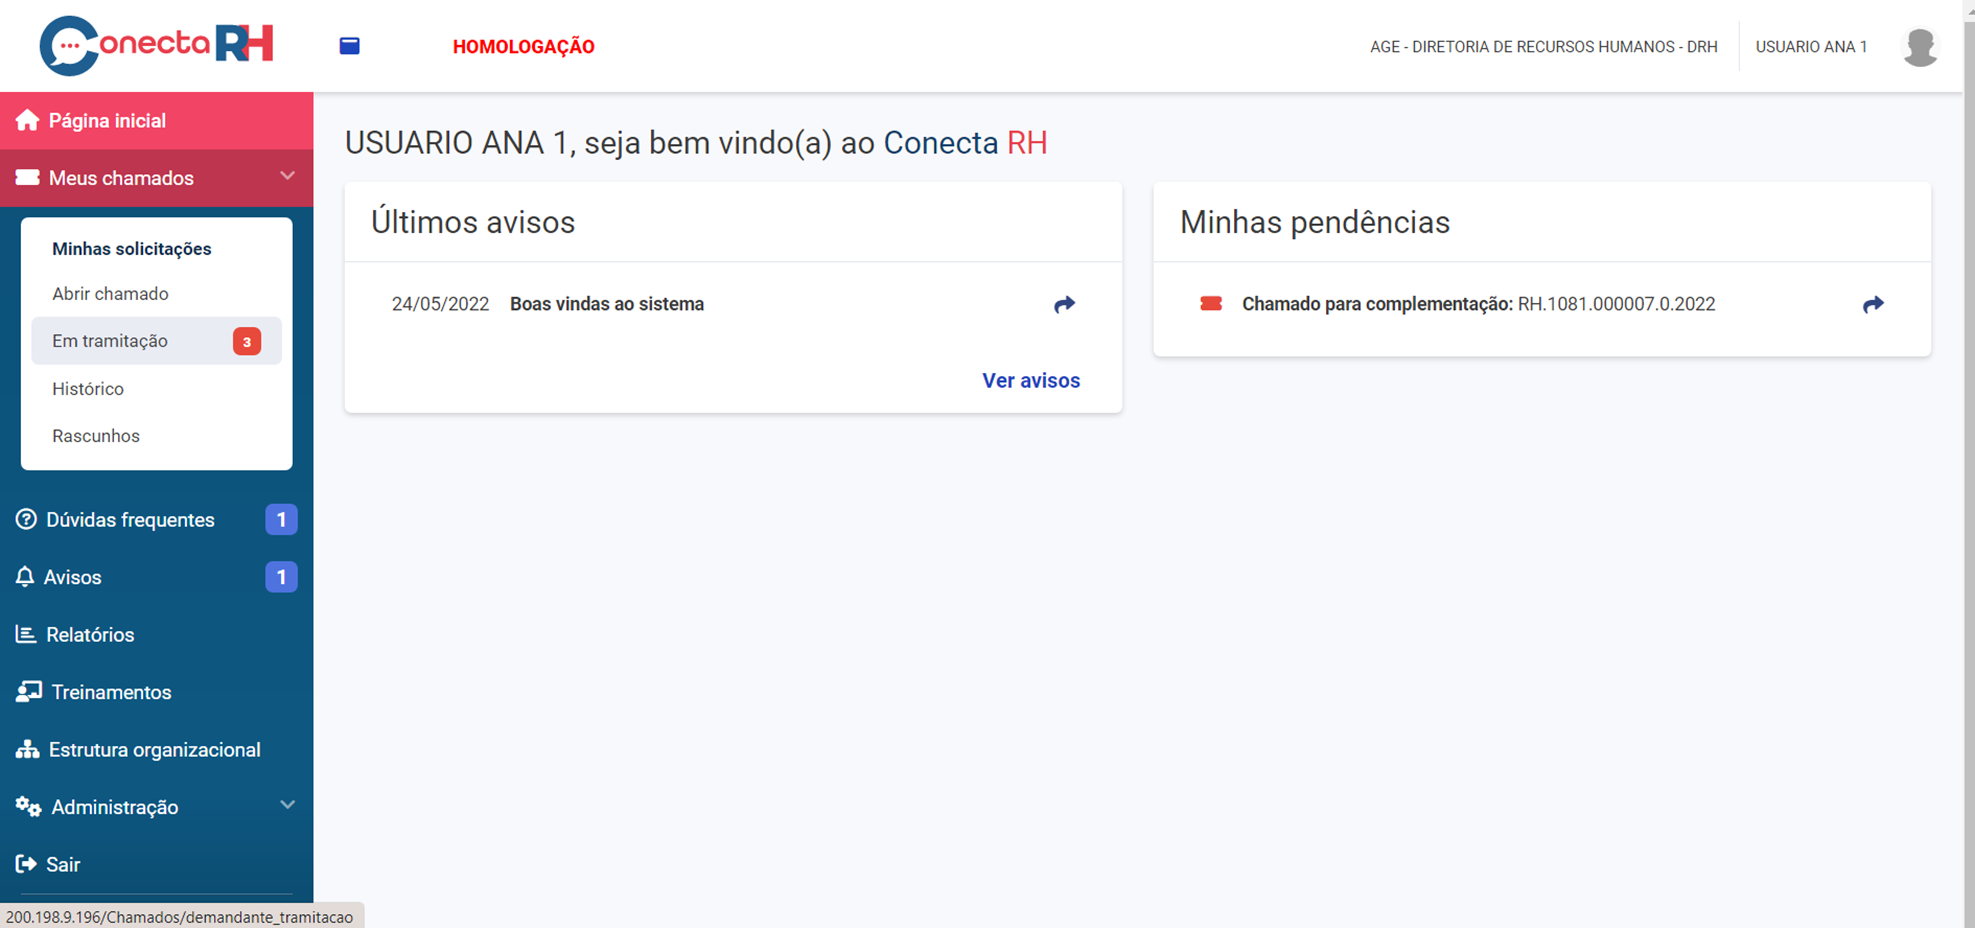 Conecta RH
HOMOLOGAÇÃO
AGE - DIRETORIA DE RECURSOS HUMANOS - DRH
USUARIO ANA 1
Página inicial
Meus chamados
Minhas solicitações
Abrir chamado
Em tramitação 3
Histórico
Rascunhos
Dúvidas frequentes 1
Avisos 1
Relatórios
Treinamentos
Estrutura organizacional
Administração
Sair
200.198.9.196/Chamados/demandante_tramitacao
USUARIO ANA 1, seja bem vindo(a) ao Conecta RH
Últimos avisos
24/05/2022 Boas vindas ao sistema
Ver avisos
Minhas pendências
Chamado para complementação: RH.1081.000007.0.2022